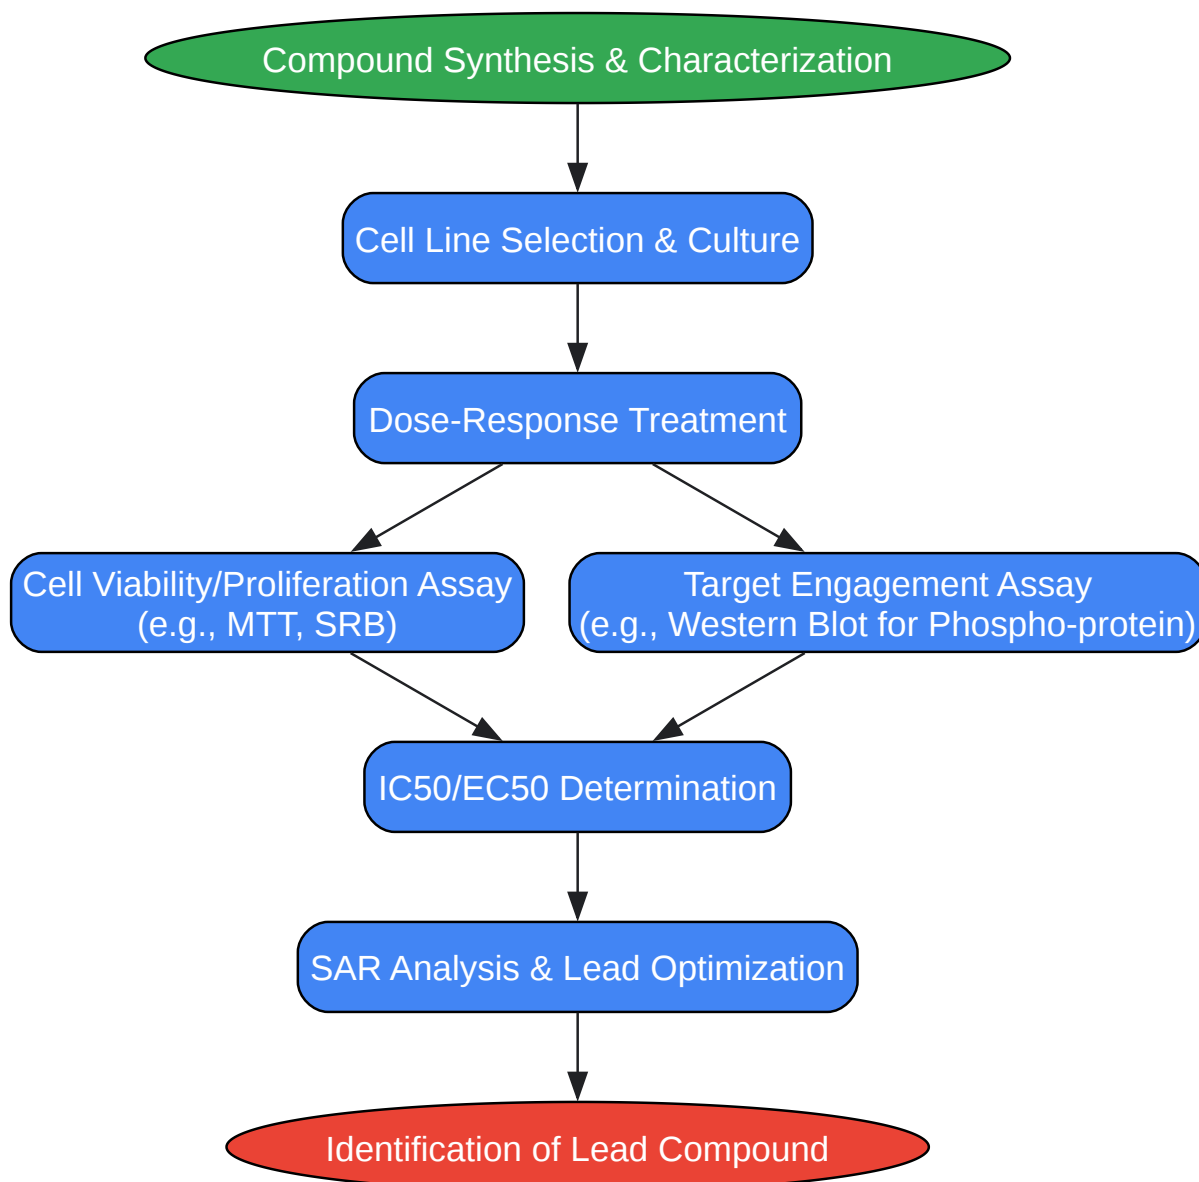 Compound Synthesis & Characterization
Cell Line Selection & Culture
Dose-Response Treatment
Cell Viability/Proliferation Assay
(e.g., MTT, SRB)
Target Engagement Assay
(e.g., Western Blot for Phospho-protein)
IC50/EC50 Determination
SAR Analysis & Lead Optimization
Identification of Lead Compound